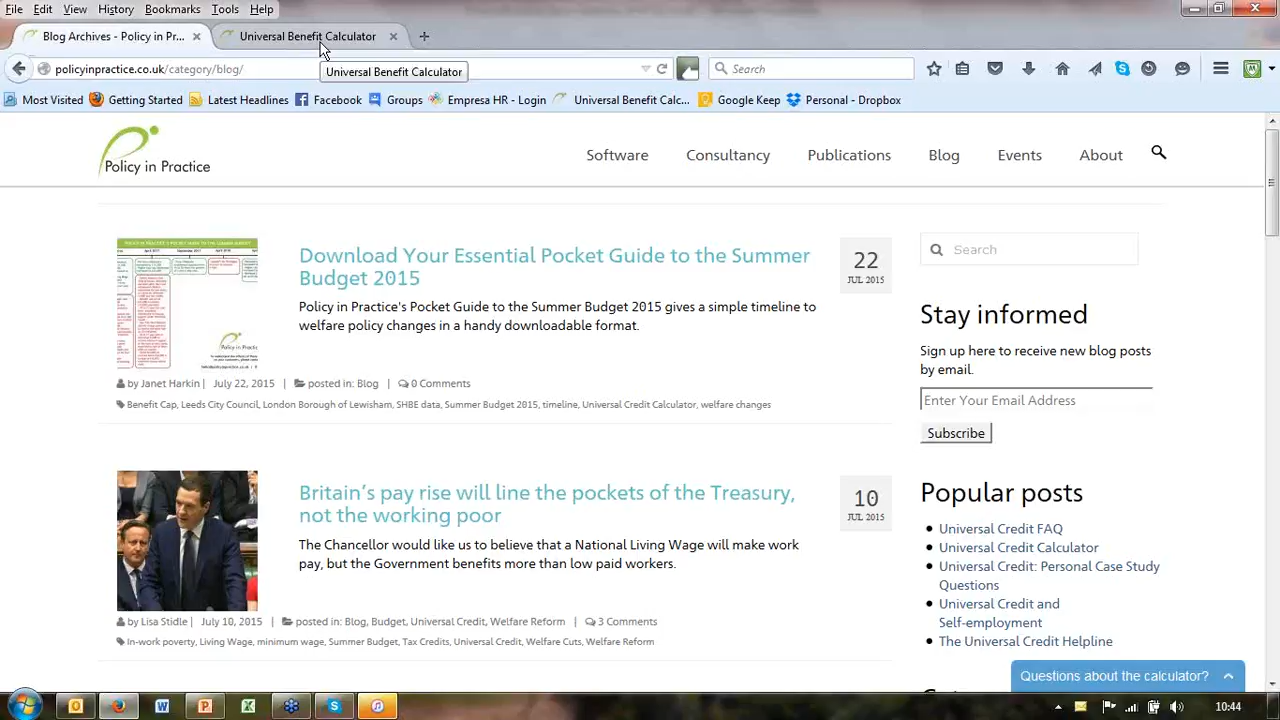 File Edit View History Bookmarks Tools Help
Blog Archives - Policy in Pr... Universal Benefit Calculator
policyinpractice.co.uk/category/blog/ Universal Benefit Calculator Search
Most Visited Getting Started Latest Headlines Facebook Groups Empresa HR - Login Universal Benefit Calc... Google Keep Personal - Dropbox
Policy in Practice
Software Consultancy Publications Blog Events About
Download Your Essential Pocket Guide to the Summer
Budget 2015
22
JUL 2015
Policy in Practice's Pocket Guide to the Summer Budget 2015 gives a simple timeline to
welfare policy changes in a handy downloadable format.
by Janet Harkin | July 22, 2015 | posted in: Blog | 0 Comments
Benefit Cap, Leeds City Council, London Borough of Lewisham, SHBE data, Summer Budget 2015, timeline, Universal Credit Calculator, welfare changes
Britain's pay rise will line the pockets of the Treasury,
not the working poor
10
JUL 2015
The Chancellor would like us to believe that a National Living Wage will make work
pay, but the Government benefits more than low paid workers.
by Lisa Stidle | July 10, 2015 | posted in: Blog, Budget, Universal Credit, Welfare Reform | 3 Comments
In-work poverty, Living Wage, minimum wage, Summer Budget, Tax Credits, Universal Credit, Welfare Cuts, Welfare Reform
Search
Stay informed
Sign up here to receive new blog posts
by email.
Enter Your Email Address
Subscribe
Popular posts
Universal Credit FAQ
Universal Credit Calculator
Universal Credit: Personal Case Study
Questions
Universal Credit and
Self-employment
The Universal Credit Helpline
Questions about the calculator?
10:44